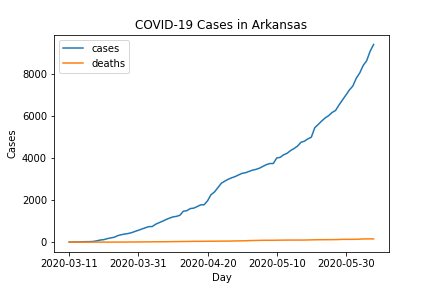 COVID-19 Cases in Arkansas
cases
deaths
8000
6000
4000
2000
0
Cases
2020-03-11 2020-03-31 2020-04-20 2020-05-10 2020-05-30
Day